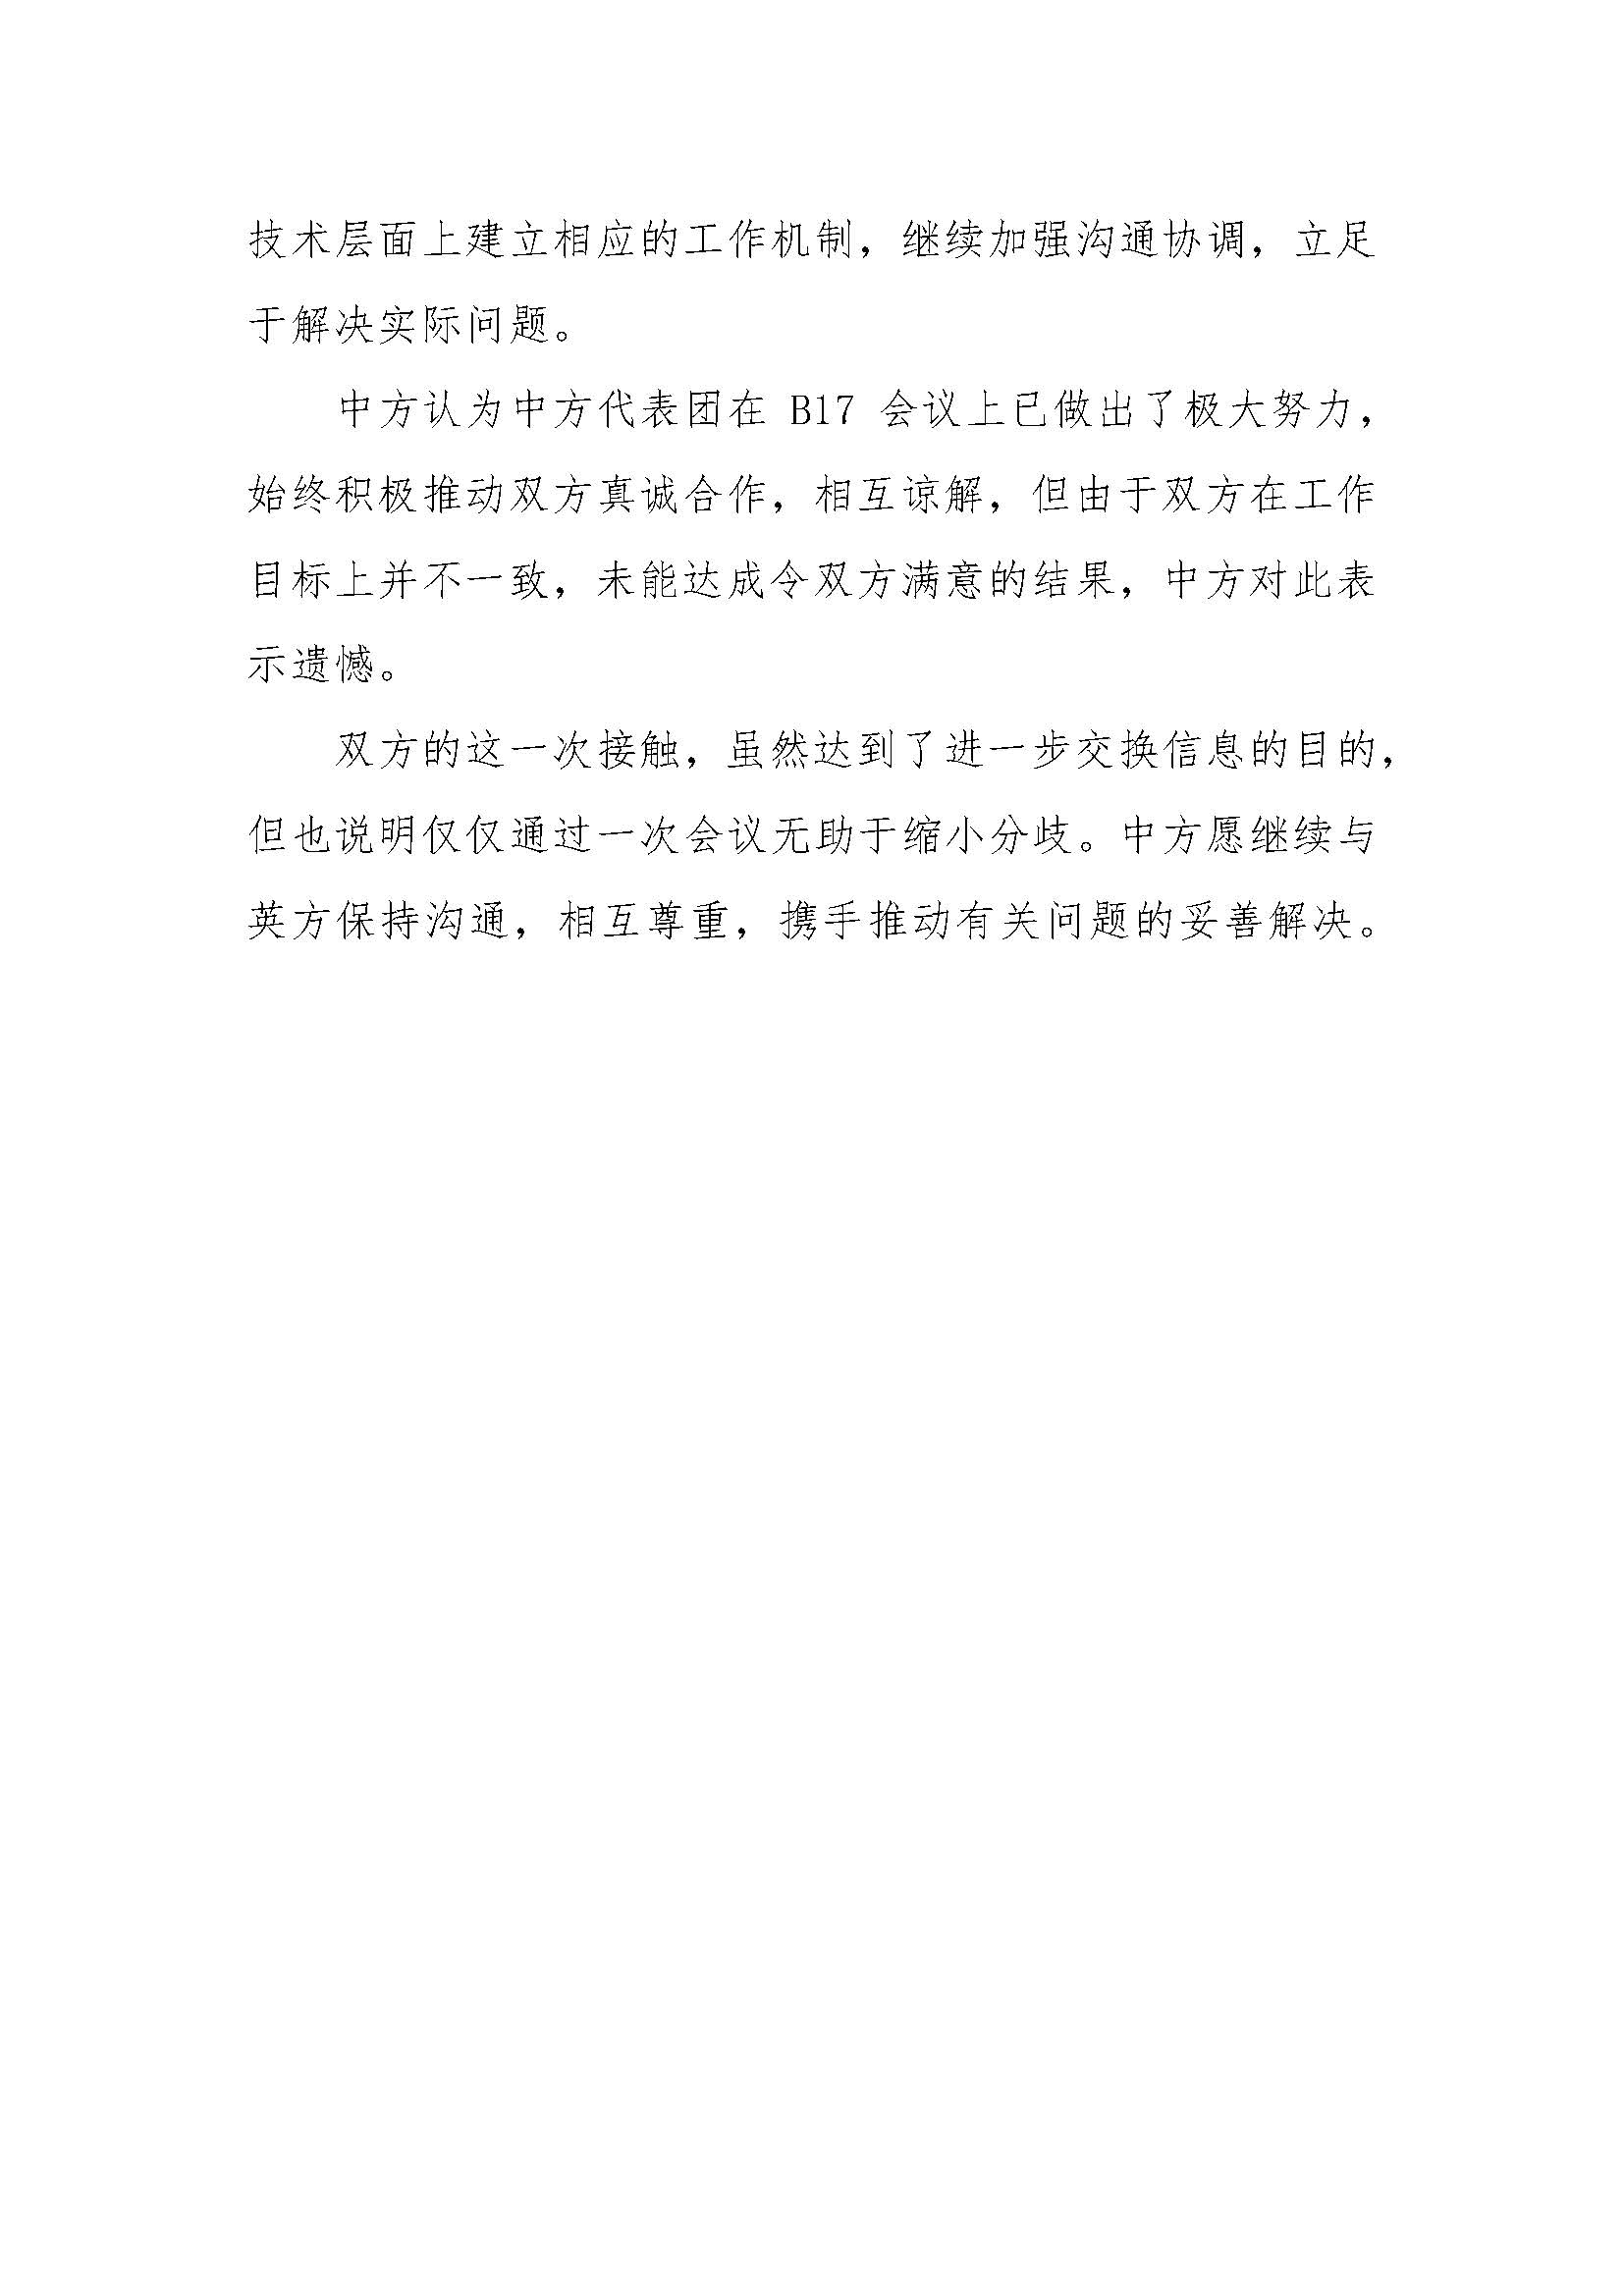 技术层面上建立相应的工作机制，继续加强沟通协调，立足
于解决实际问题。
中方认为中方代表团在 B17 会议上已做出了极大努力，
始终积极推动双方真诚合作，相互谅解，但由于双方在工作
目标上并不一致，未能达成令双方满意的结果，中方对此表
示遗憾。
双方的这一次接触，虽然达到了进一步交换信息的目的，
但也说明仅仅通过一次会议无助于缩小分歧。中方愿继续与
英方保持沟通，相互尊重，携手推动有关问题的妥善解决。